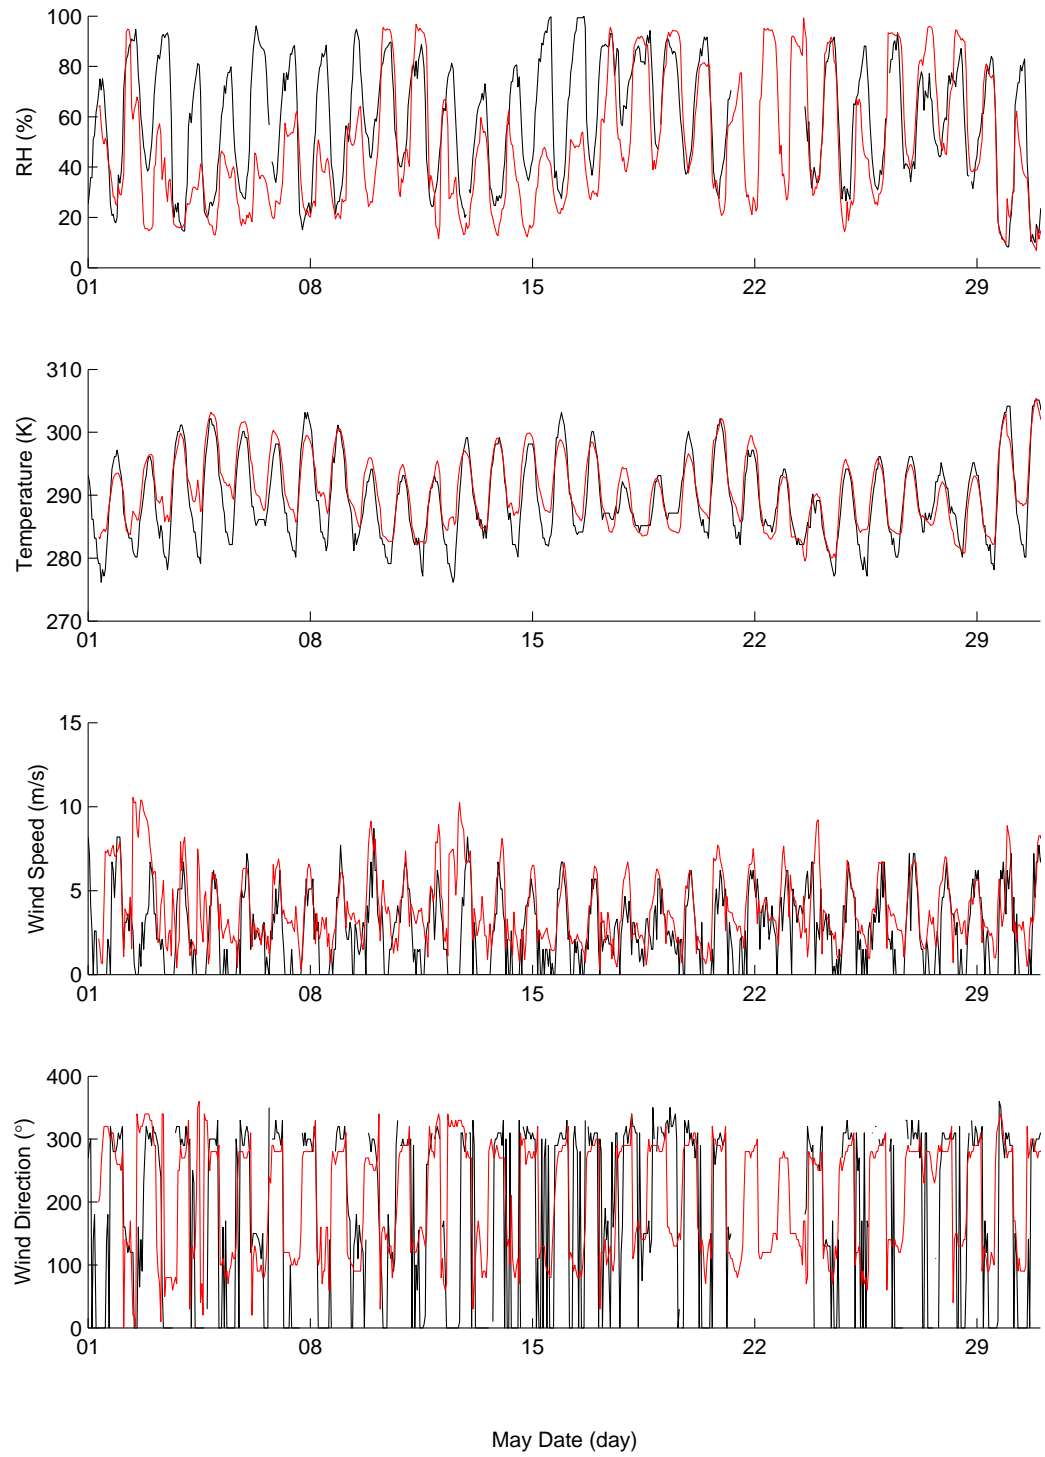 100
80
60
40
20
0
RH (%)
01 08 15 22 29
310
300
290
280
270
Temperature (K)
01 08 15 22 29
15
10
5
0
Wind Speed (m/s)
01 08 15 22 29
400
300
200
100
0
Wind Direction (°)
01 08 15 22 29
May Date (day)